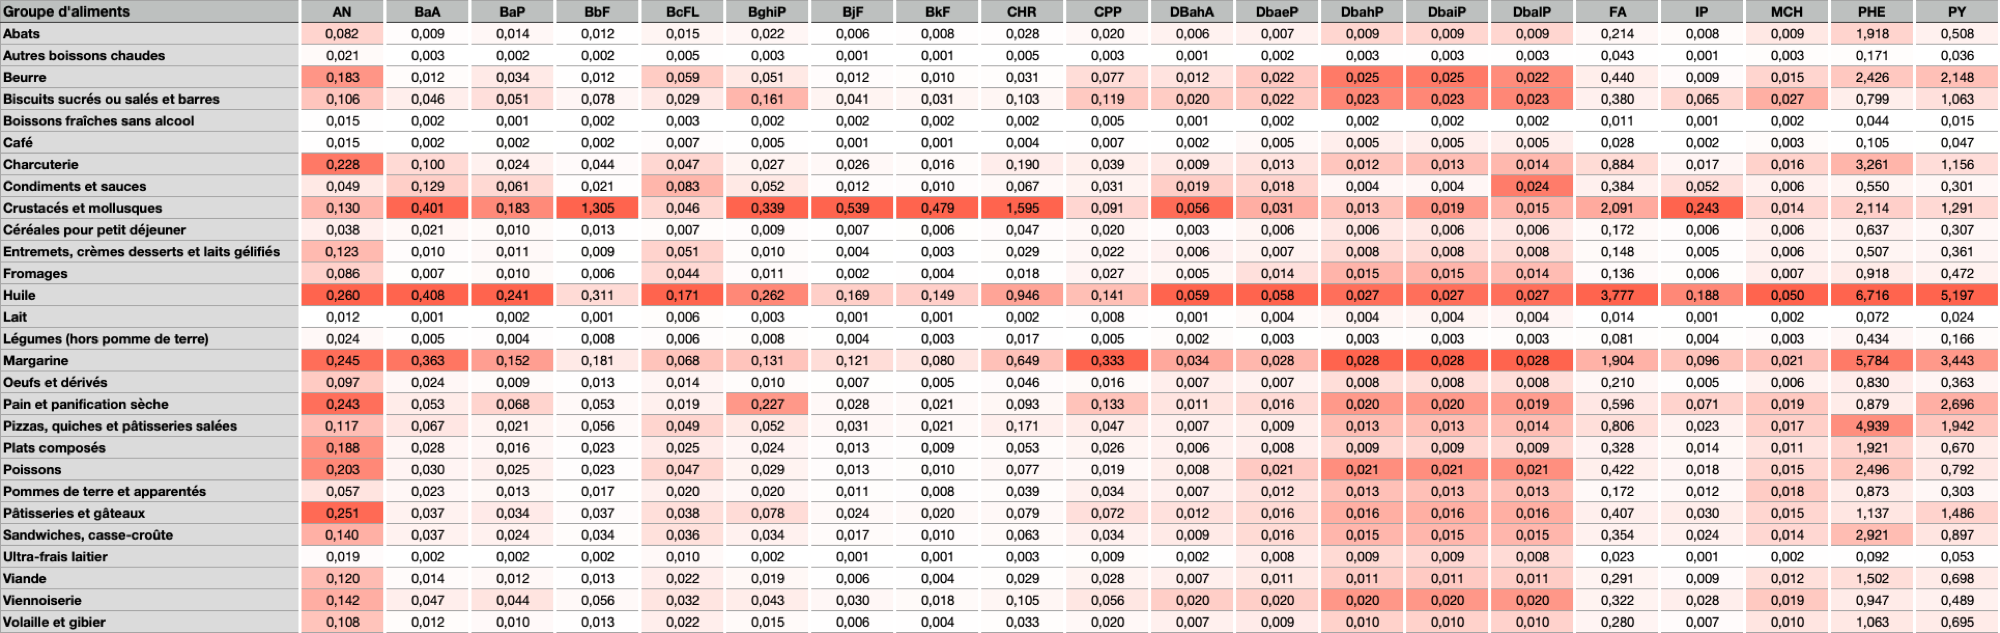 Groupe d'aliments AN BaA BaP BbF BcFL BghiP BjF BkF CHR CPP DBahA DbaeP DbahP DbaiP DbalP FA IP MCH PHE PY
Abats 0,082 0,009 0,014 0,012 0,015 0,022 0,006 0,008 0,028 0,020 0,006 0,007 0,009 0,009 0,009 0,214 0,008 0,009 1,918 0,508
Autres boissons chaudes 0,021 0,003 0,002 0,002 0,005 0,003 0,001 0,001 0,005 0,003 0,001 0,002 0,003 0,003 0,003 0,043 0,001 0,003 0,171 0,036
Beurre 0,183 0,012 0,034 0,012 0,059 0,051 0,012 0,010 0,031 0,077 0,012 0,022 0,025 0,025 0,022 0,440 0,009 0,015 2,426 2,148
Biscuits sucrés ou salés et barres 0,106 0,046 0,051 0,078 0,029 0,161 0,041 0,031 0,103 0,119 0,020 0,022 0,023 0,023 0,023 0,380 0,065 0,027 0,799 1,063
Boissons fraîches sans alcool 0,015 0,002 0,001 0,002 0,003 0,002 0,002 0,002 0,002 0,005 0,001 0,002 0,002 0,002 0,002 0,011 0,001 0,002 0,044 0,015
Café 0,015 0,002 0,002 0,002 0,007 0,005 0,001 0,001 0,004 0,007 0,002 0,005 0,005 0,005 0,005 0,028 0,002 0,003 0,105 0,047
Charcuterie 0,228 0,100 0,024 0,044 0,047 0,027 0,026 0,016 0,190 0,039 0,009 0,013 0,012 0,013 0,014 0,884 0,017 0,016 3,261 1,156
Condiments et sauces 0,049 0,129 0,061 0,021 0,083 0,052 0,012 0,010 0,067 0,031 0,019 0,018 0,004 0,004 0,024 0,384 0,052 0,006 0,550 0,301
Crustacés et mollusques 0,130 0,401 0,183 1,305 0,046 0,339 0,539 0,479 1,595 0,091 0,056 0,031 0,013 0,019 0,015 2,091 0,243 0,014 2,114 1,291
Céréales pour petit déjeuner 0,038 0,021 0,010 0,013 0,007 0,009 0,007 0,006 0,047 0,020 0,003 0,006 0,006 0,006 0,006 0,172 0,006 0,006 0,637 0,307
Entremets, crèmes desserts et laits gélifiés 0,123 0,010 0,011 0,009 0,051 0,010 0,004 0,003 0,029 0,022 0,006 0,007 0,008 0,008 0,008 0,148 0,005 0,006 0,507 0,361
Fromages 0,086 0,007 0,010 0,006 0,044 0,011 0,002 0,004 0,018 0,027 0,005 0,014 0,015 0,015 0,014 0,136 0,006 0,007 0,918 0,472
Huile 0,260 0,408 0,241 0,311 0,171 0,262 0,169 0,149 0,946 0,141 0,059 0,058 0,027 0,027 0,027 3,777 0,188 0,050 6,716 5,197
Lait 0,012 0,001 0,002 0,001 0,006 0,003 0,001 0,001 0,002 0,008 0,001 0,004 0,004 0,004 0,004 0,014 0,001 0,002 0,072 0,024
Légumes (hors pomme de terre) 0,024 0,005 0,004 0,008 0,006 0,008 0,004 0,003 0,017 0,005 0,002 0,003 0,003 0,003 0,003 0,081 0,004 0,003 0,434 0,166
Margarine 0,245 0,363 0,152 0,181 0,068 0,131 0,121 0,080 0,649 0,333 0,034 0,028 0,028 0,028 0,028 1,904 0,096 0,021 5,784 3,443
Oeufs et dérivés 0,097 0,024 0,009 0,013 0,014 0,010 0,007 0,005 0,046 0,016 0,007 0,007 0,008 0,008 0,008 0,210 0,005 0,006 0,830 0,363
Pain et panification sèche 0,243 0,053 0,068 0,053 0,019 0,227 0,028 0,021 0,093 0,133 0,011 0,016 0,020 0,020 0,019 0,596 0,071 0,019 0,879 2,696
Pizzas, quiches et pâtisseries salées 0,117 0,067 0,021 0,056 0,049 0,052 0,031 0,021 0,171 0,047 0,007 0,009 0,013 0,013 0,014 0,806 0,023 0,017 4,939 1,942
Plats composés 0,188 0,028 0,016 0,023 0,025 0,024 0,013 0,009 0,053 0,026 0,006 0,008 0,009 0,009 0,009 0,328 0,014 0,011 1,921 0,670
Poissons 0,203 0,030 0,025 0,023 0,047 0,029 0,013 0,010 0,077 0,019 0,008 0,021 0,021 0,021 0,021 0,422 0,018 0,015 2,496 0,792
Pommes de terre et apparentés 0,057 0,023 0,013 0,017 0,020 0,020 0,011 0,008 0,039 0,034 0,007 0,012 0,013 0,013 0,013 0,172 0,012 0,018 0,873 0,303
Pâtisseries et gâteaux 0,251 0,037 0,034 0,037 0,038 0,078 0,024 0,020 0,079 0,072 0,012 0,016 0,016 0,016 0,016 0,407 0,030 0,015 1,137 1,486
Sandwiches, casse-croûte 0,140 0,037 0,024 0,034 0,036 0,034 0,017 0,010 0,063 0,034 0,009 0,016 0,015 0,015 0,015 0,354 0,024 0,014 2,921 0,897
Ultra-frais laitier 0,019 0,002 0,002 0,002 0,010 0,002 0,001 0,001 0,003 0,009 0,002 0,008 0,009 0,009 0,008 0,023 0,001 0,002 0,092 0,053
Viande 0,120 0,014 0,012 0,013 0,022 0,019 0,006 0,004 0,029 0,028 0,007 0,011 0,011 0,011 0,011 0,291 0,009 0,012 1,502 0,698
Viennoiserie 0,142 0,047 0,044 0,056 0,032 0,043 0,030 0,018 0,105 0,056 0,020 0,020 0,020 0,020 0,020 0,322 0,028 0,019 0,947 0,489
Volaille et gibier 0,108 0,012 0,010 0,013 0,022 0,015 0,006 0,004 0,033 0,020 0,007 0,009 0,010 0,010 0,010 0,280 0,007 0,010 1,063 0,695